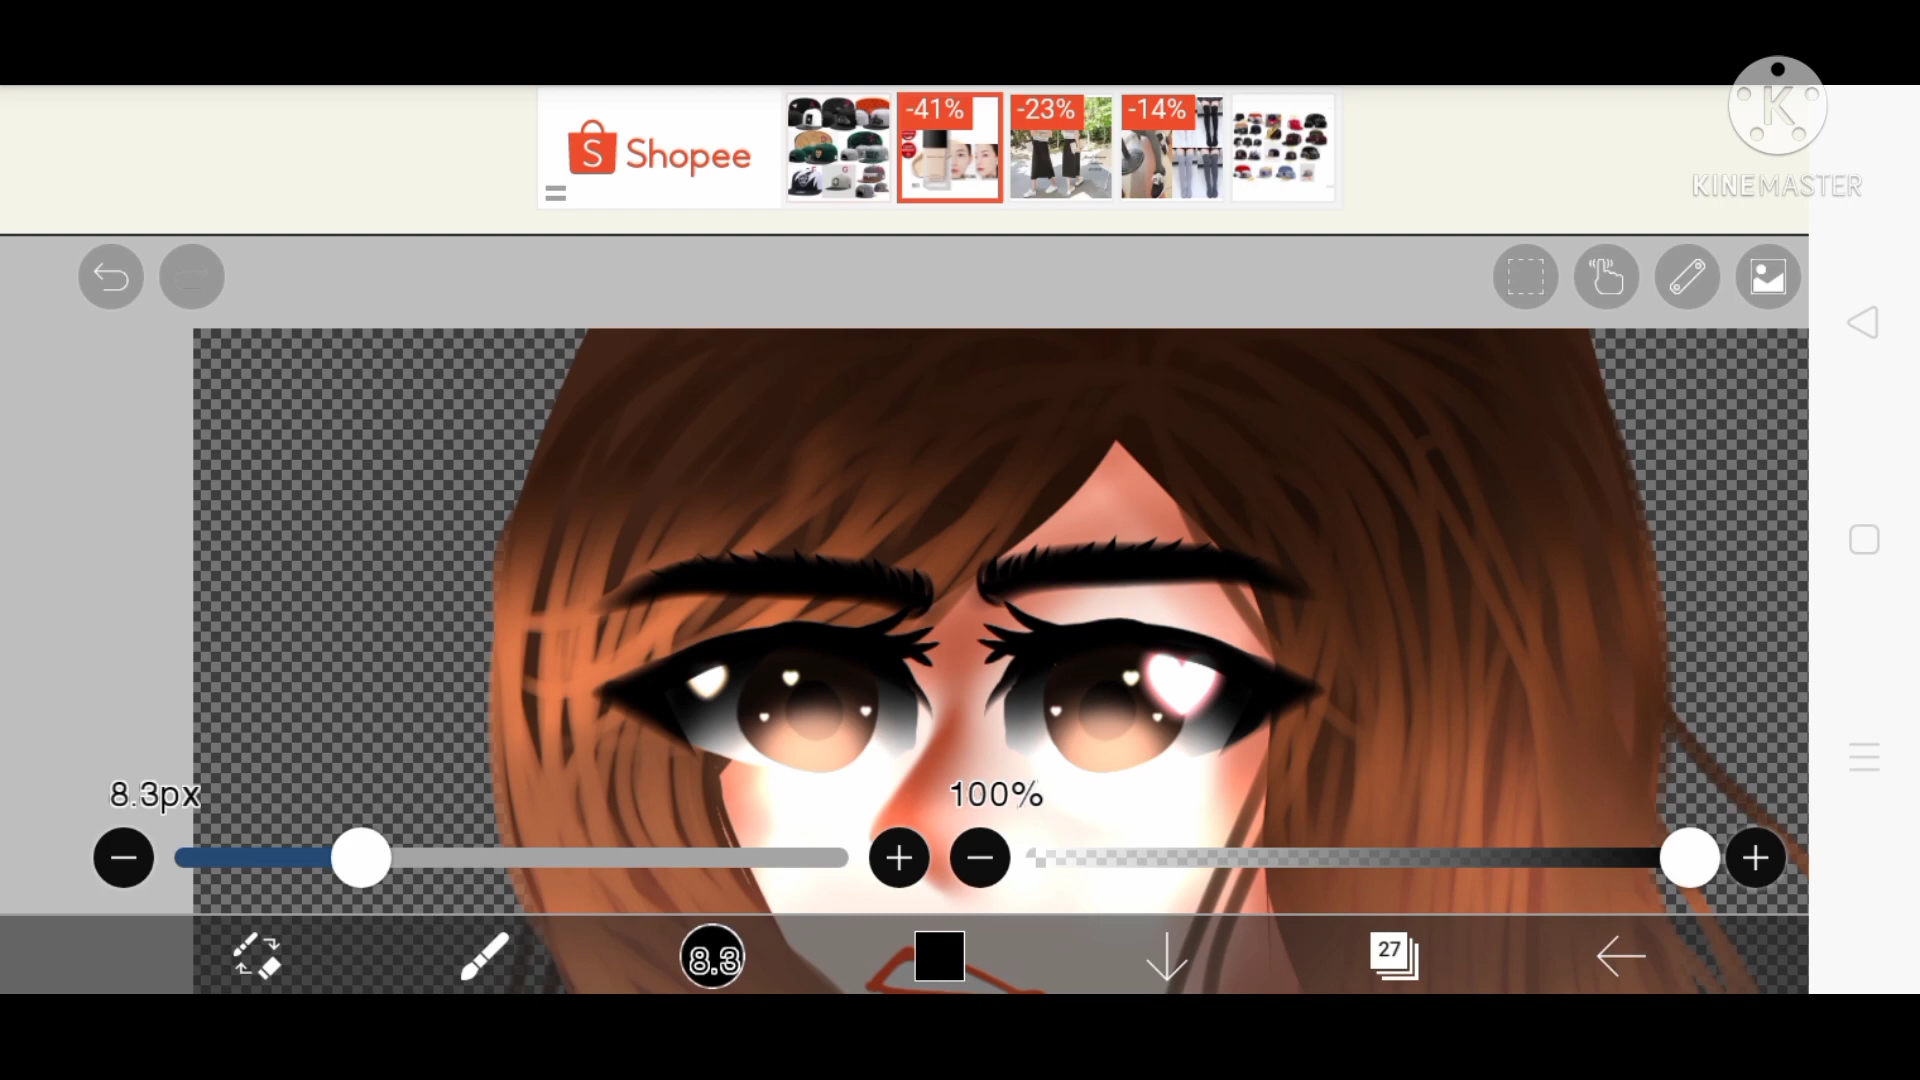 -41%
-23%
-14%
S
Shopee
K
KINEMASTER
8.3px
100%
8.3
27